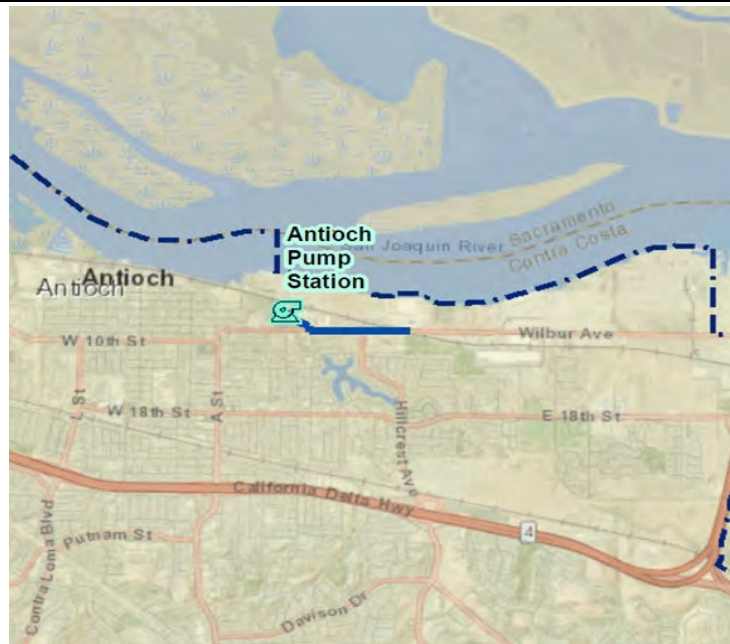 Sacramento
San Joaquin River
Contra Costa
Antioch
Pump
Station
Antioch
Antioch
Wilbur Ave
W 10th St
L St
A St
W 18th St
E 18th St
Hillcrest Ave
California Delta Hwy
4
Contra Loma Blvd
Putnam St
Davison Dr